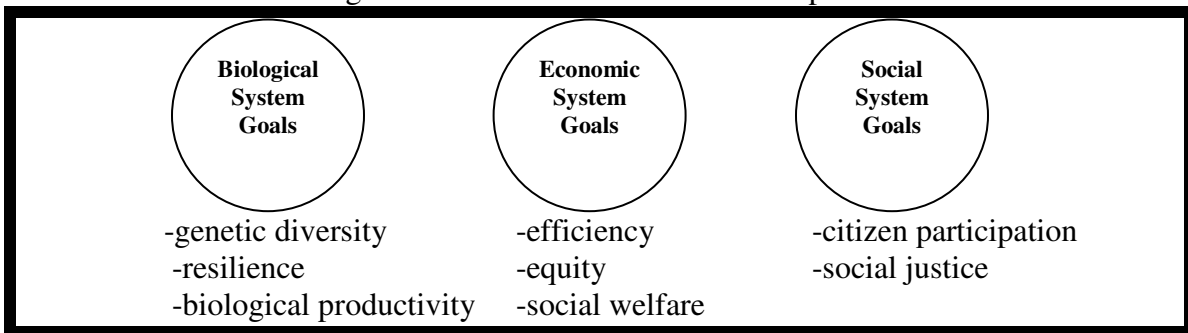 Biological
System
Goals
Economic
System
Goals
Social
System
Goals
-genetic diversity
-resilience
-biological productivity
-efficiency
-equity
-social welfare
-citizen participation
-social justice